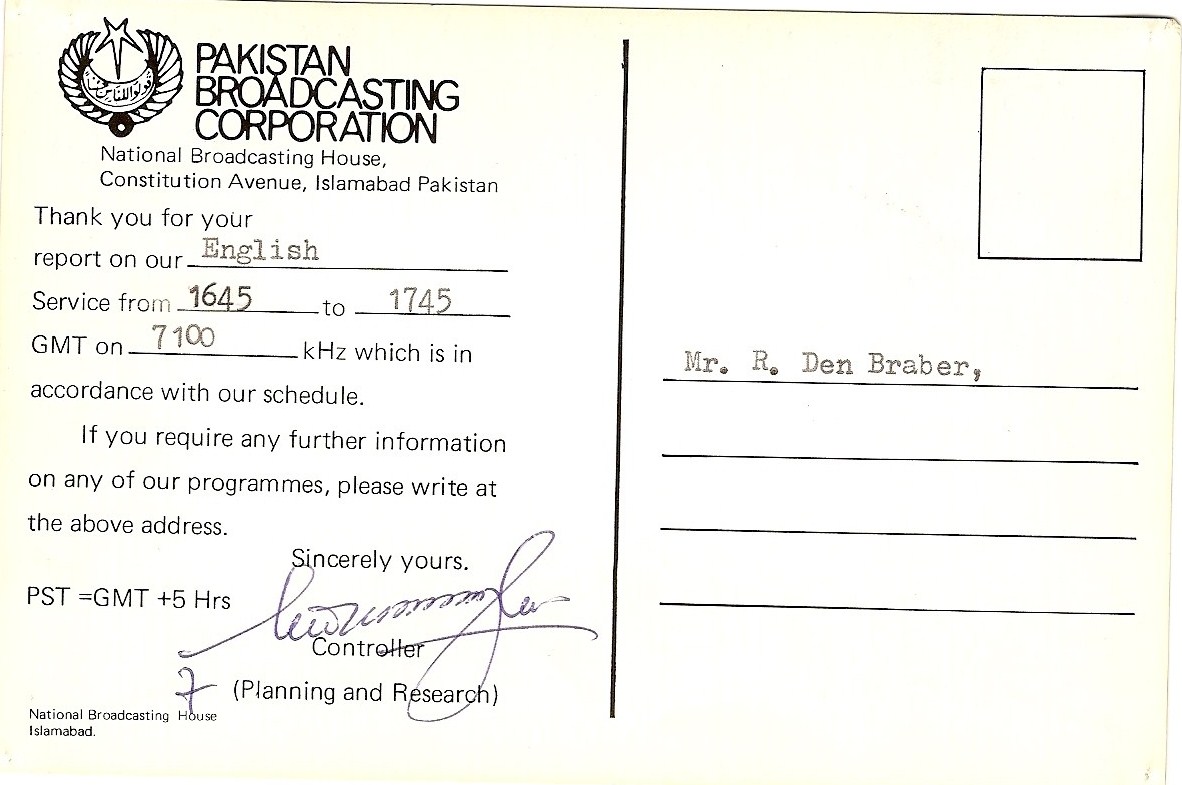 PAKISTAN
BROADCASTING
CORPORATION
National Broadcasting House,
Constitution Avenue, Islamabad Pakistan
Thank you for your
report on our English
Service from 1645 to 1745
GMT on 7100 kHz which is in
accordance with our schedule.
If you require any further information
on any of our programmes, please write at
the above address.
Sincerely yours.
PST =GMT +5 Hrs
Controller
(Planning and Research)
National Broadcasting House
Islamabad.
Mr. R. Den Braber,